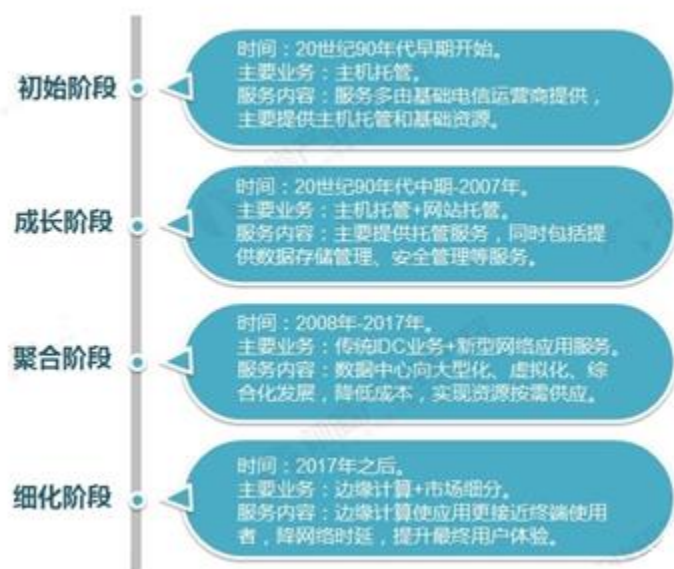 初始阶段
时间：20世纪90年代早期开始。
主要业务：主机托管。
服务内容：服务多由基础电信运营商提供，
主要提供主机托管和基础资源。
成长阶段
时间：20世纪90年代中期-2007年。
主要业务：主机托管+网站托管。
服务内容：主要提供托管服务，同时包括提
供数据存储管理、安全管理等服务。
聚合阶段
时间：2008年-2017年。
主要业务：传统IDC业务+新型网络应用服务。
服务内容：数据中心向大型化、虚拟化、综
合化发展，降低成本，实现资源按需供应。
细化阶段
时间：2017年之后。
主要业务：边缘计算+市场细分。
服务内容：边缘计算使应用更接近终端使用
者，降网络时延，提升最终用户体验。